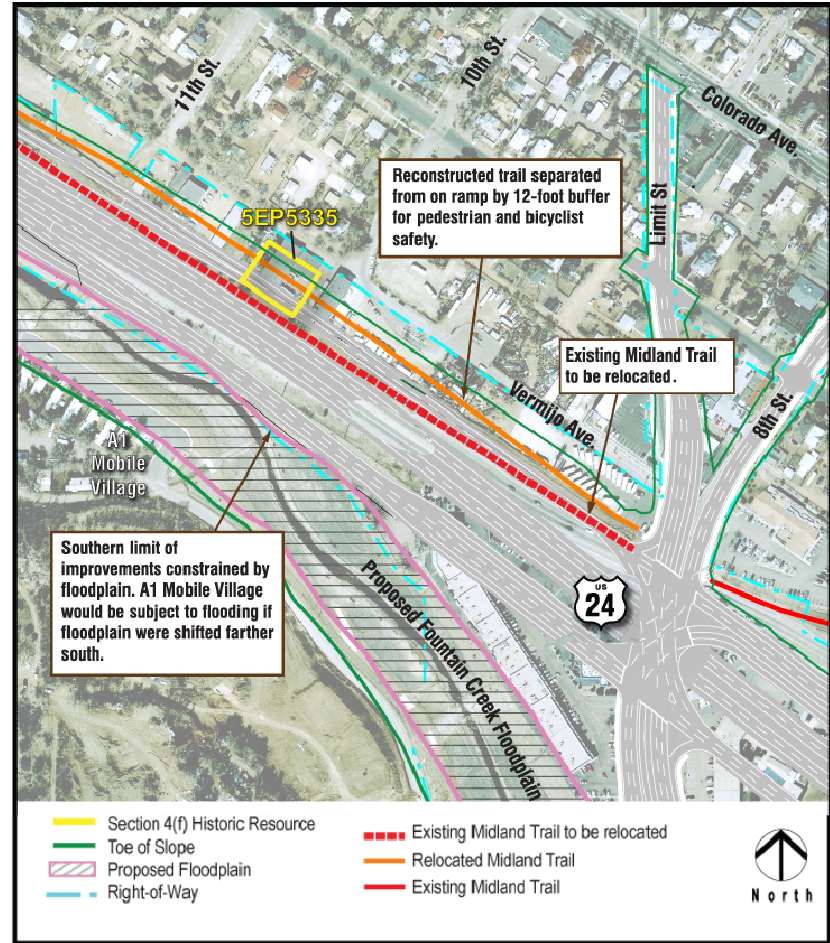 11th St.
10th St.
Colorado Ave.
Limit St
Reconstructed trail separated
from on ramp by 12-foot buffer
for pedestrian and bicyclist
safety.
5EP5335
Existing Midland Trail
to be relocated.
Vermijo Ave.
8th St.
A1
Mobile
Village
Southern limit of
improvements constrained by
floodplain. A1 Mobile Village
would be subject to flooding if
floodplain were shifted farther
south.
Proposed Fountain Creek Floodplain
US
24
Section 4(f) Historic Resource
Toe of Slope
Proposed Floodplain
Right-of-Way
Existing Midland Trail to be relocated
Relocated Midland Trail
Existing Midland Trail
North